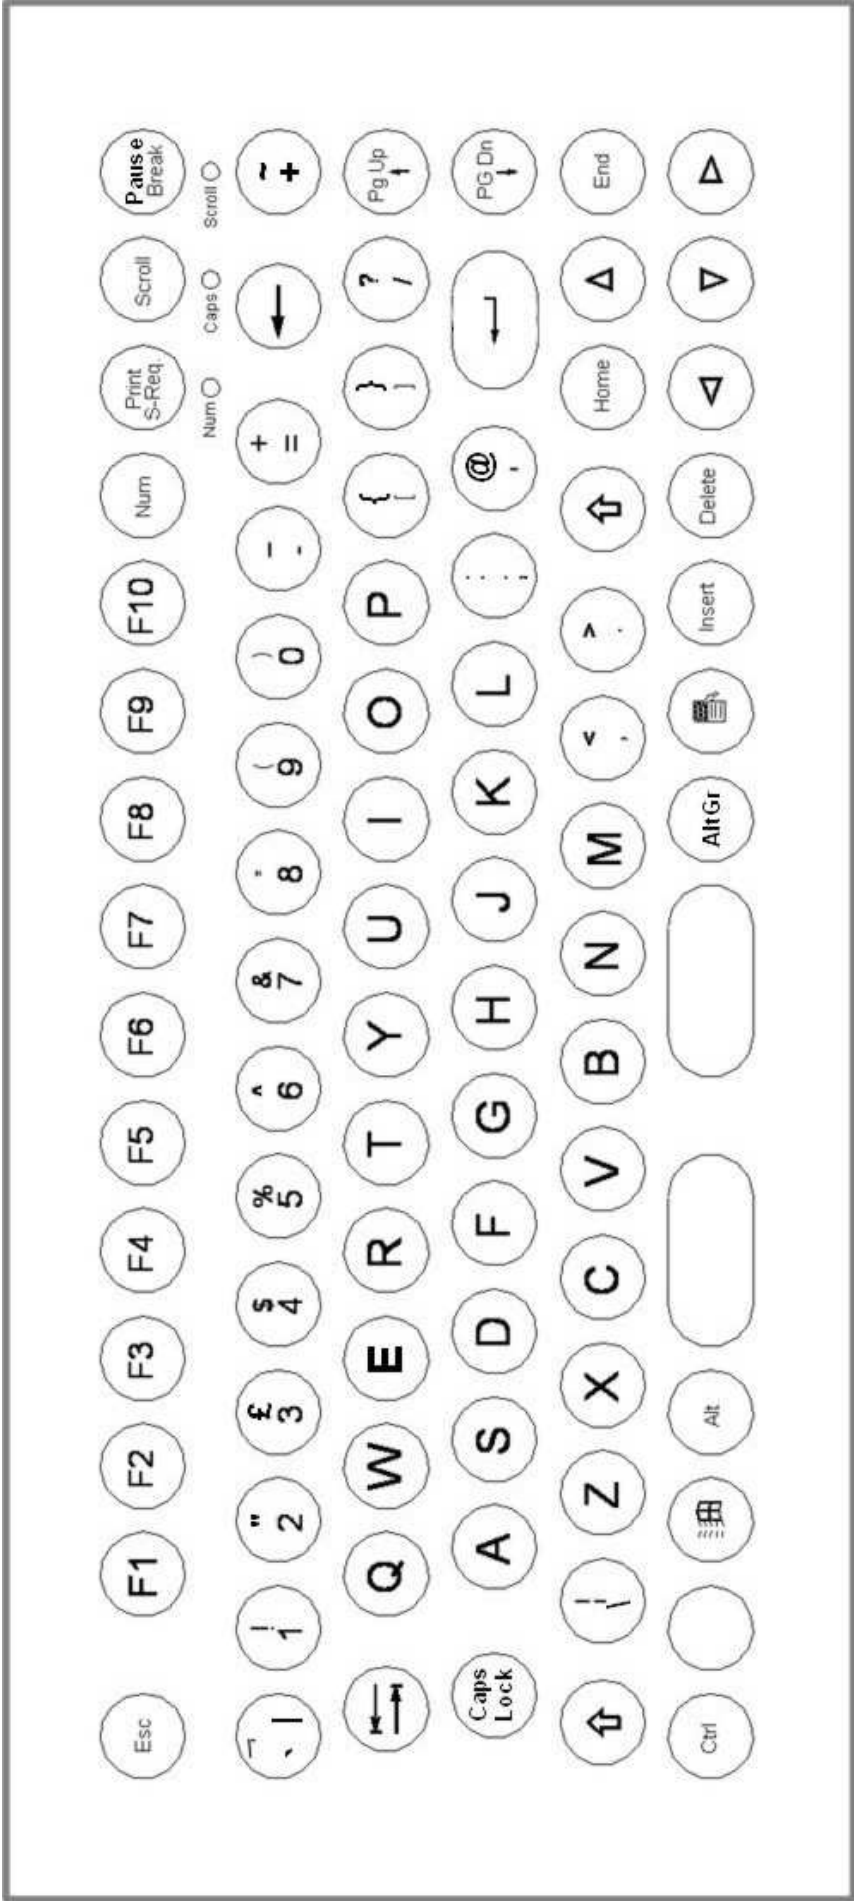 Esc F1 F2 F3 F4 F5 F6 F7 F8 F9 F10 Num Print Scroll Pause
S-Req. Break
Num Caps Scroll
¬ ! " £ $ % ^ & * ( ) _ + ~
` | 1 2 3 4 5 6 7 8 9 0 - = +
Q W E R T Y U I O P { } ? Pg Up
[ ] /
Caps A S D F G H J K L : @ PG Dn
Lock ; '
¦ Z X C V B N M < > Home End
\ , .
Ctrl Alt AltGr Insert Delete